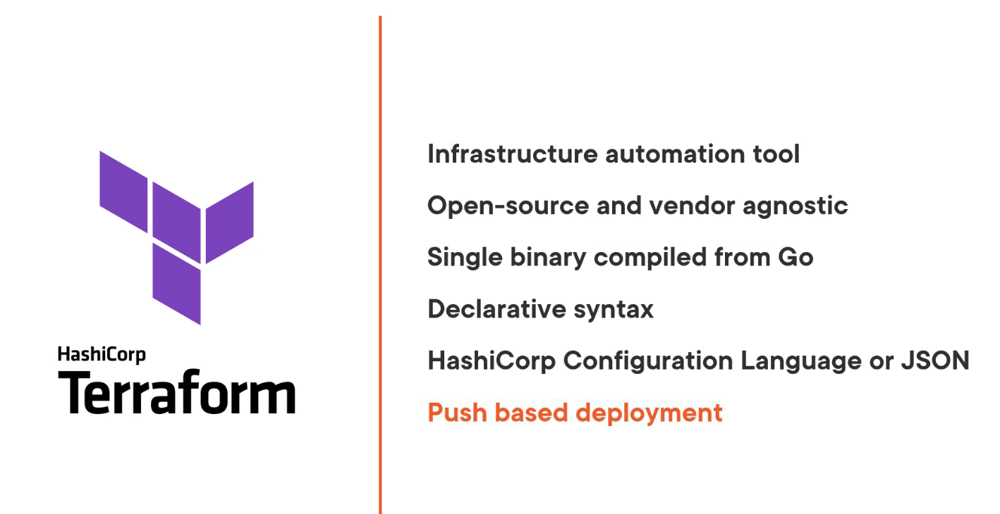 HashiCorp
Terraform
Infrastructure automation tool
Open-source and vendor agnostic
Single binary compiled from Go
Declarative syntax
HashiCorp Configuration Language or JSON
Push based deployment